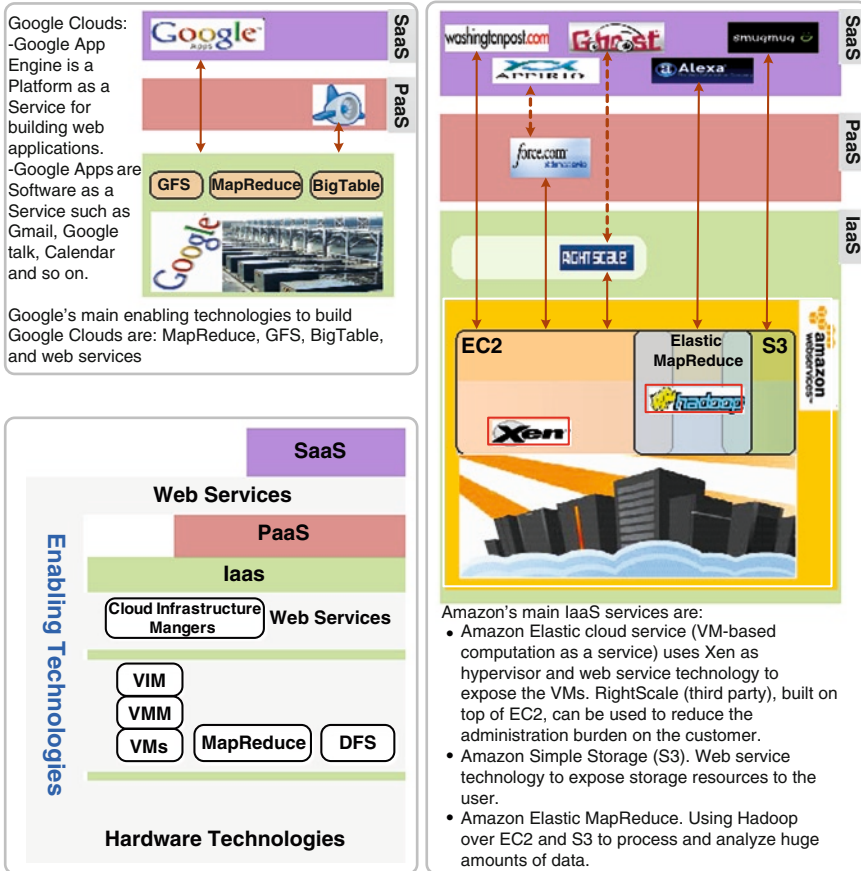 Google Clouds:
-Google App
Engine is a
Platform as a
Service for
building web
applications.
-Google Apps are
Software as a
Service such as
Gmail, Google
talk, Calendar
and so on.
Google
Apps
SaaS
PaaS
GFS
MapReduce
BigTable
Google
Google's main enabling technologies to build
Google Clouds are: MapReduce, GFS, BigTable,
and web services
SaaS
Web Services
PaaS
Iaas
Cloud Infrastructure
Mangers
Web Services
Enabling Technologies
VIM
VMM
VMs
MapReduce
DFS
Hardware Technologies
washingtonpost.com
G.ho.st
smugmug
APPIRIO
a Alexa
SaaS
force.com
PaaS
IaaS
RIGHTSCALE
EC2
Elastic
MapReduce
S3
amazon
webservices™
hadoop
Xen
Amazon's main IaaS services are:
• Amazon Elastic cloud service (VM-based
computation as a service) uses Xen as
hypervisor and web service technology to
expose the VMs. RightScale (third party), built on
top of EC2, can be used to reduce the
administration burden on the customer.
• Amazon Simple Storage (S3). Web service
technology to expose storage resources to the
user.
• Amazon Elastic MapReduce. Using Hadoop
over EC2 and S3 to process and analyze huge
amounts of data.